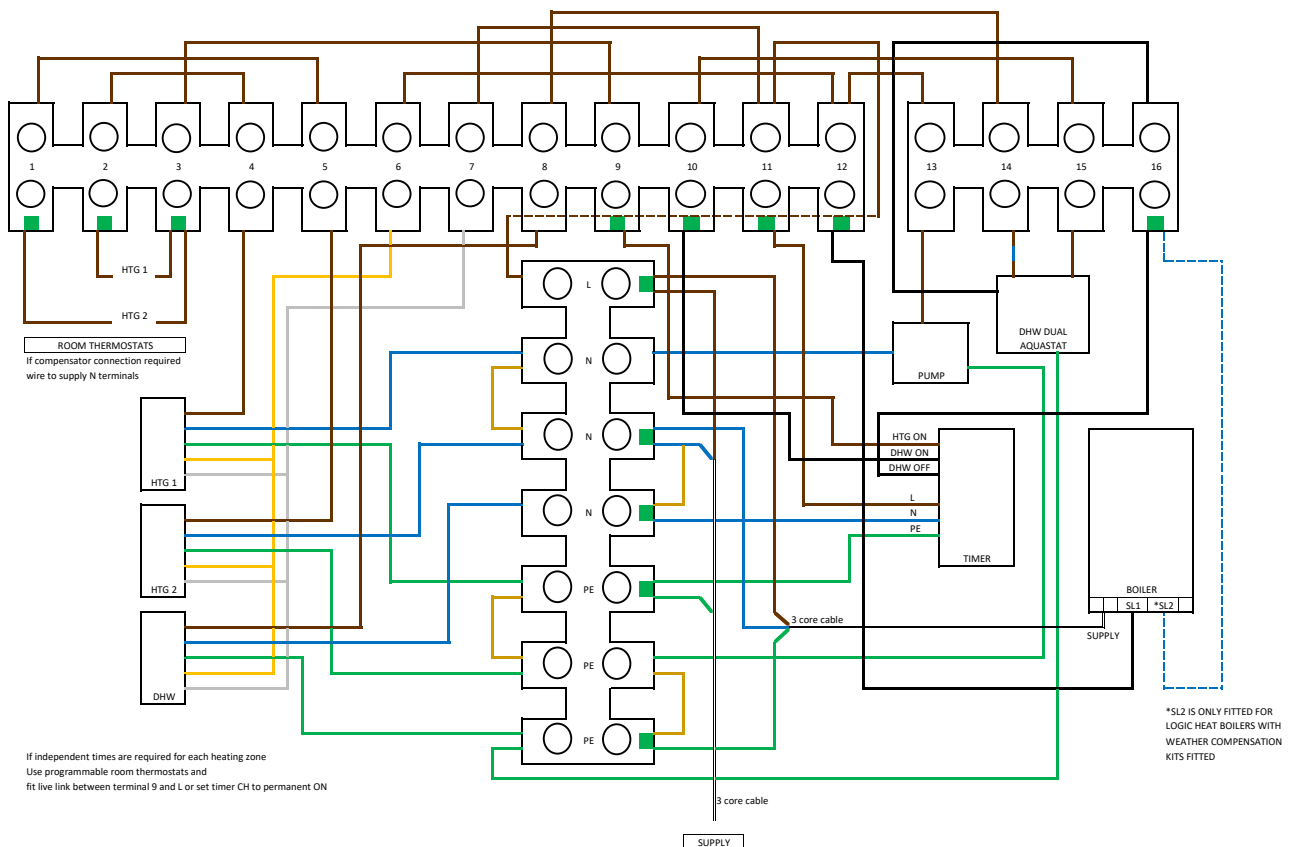 1
2
3
4
5
6
7
8
9
10
11
12
13
14
15
16
HTG 1
HTG 2
ROOM THERMOSTATS
If compensator connection required
wire to supply N terminals
L
N
N
N
PE
PE
PE
HTG 1
HTG 2
DHW
PUMP
DHW DUAL
AQUASTAT
HTG ON
DHW ON
DHW OFF
L
N
PE
TIMER
BOILER
SL1
*SL2
SUPPLY
3 core cable
*SL2 IS ONLY FITTED FOR
LOGIC HEAT BOILERS WITH
WEATHER COMPENSATION
KITS FITTED
If independent times are required for each heating zone
Use programmable room thermostats and
fit live link between terminal 9 and L or set timer CH to permanent ON
3 core cable
SUPPLY